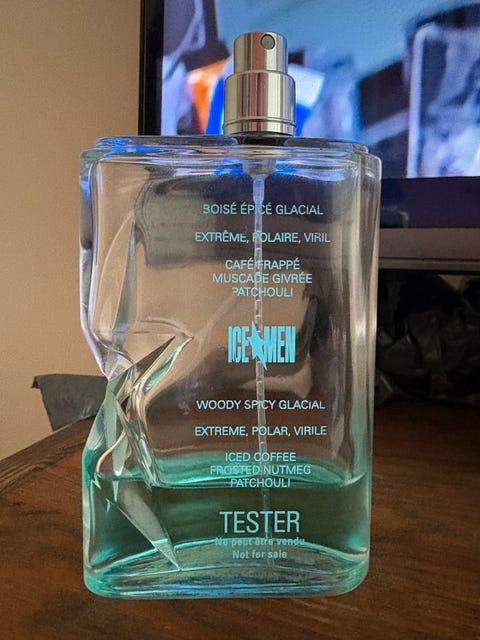 BOISÉ ÉPICÉ GLACIAL
EXTRÊME, POLAIRE, VIRIL
CAFÉ FRAPPÉ
MUSCADE GIVRÉE
PATCHOULI
ICE★MEN
WOODY SPICY GLACIAL
EXTREME, POLAR, VIRILE
ICED COFFEE
FROSTED NUTMEG
PATCHOULI
TESTER
Ne peut être vendu
Not for sale